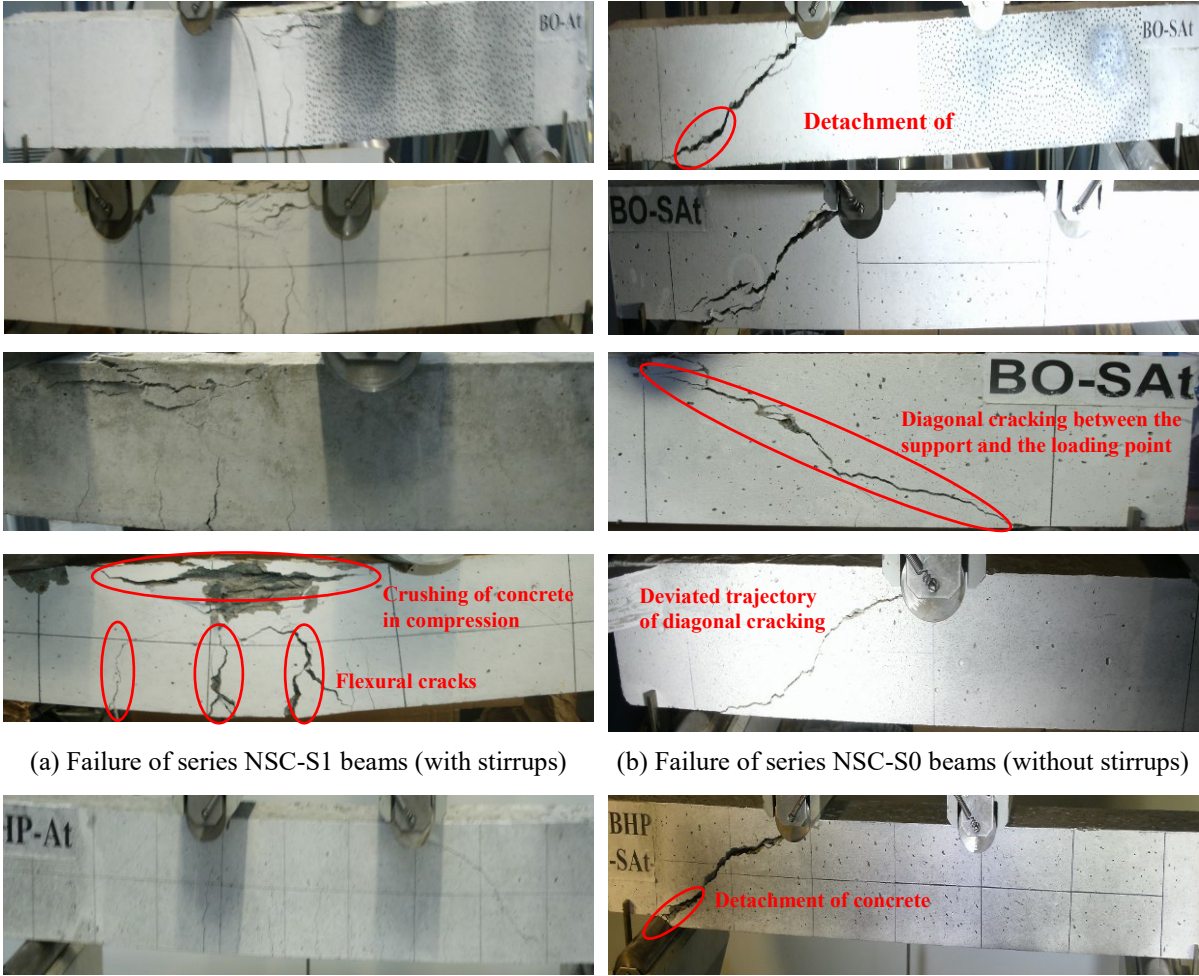 BO-At
BO-SAt
Detachment of
BO-SAt
BO-SAt
Diagonal cracking between the
support and the loading point
Crushing of concrete
in compression
Flexural cracks
Deviated trajectory
of diagonal cracking
(a) Failure of series NSC-S1 beams (with stirrups)
(b) Failure of series NSC-S0 beams (without stirrups)
HP-At
BHP
-SAt-
Detachment of concrete